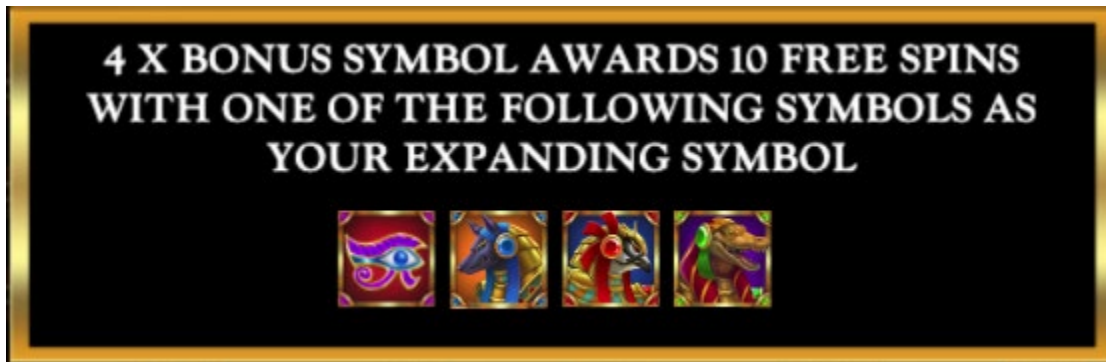 4 X BONUS SYMBOL AWARDS 10 FREE SPINS
WITH ONE OF THE FOLLOWING SYMBOLS AS
YOUR EXPANDING SYMBOL